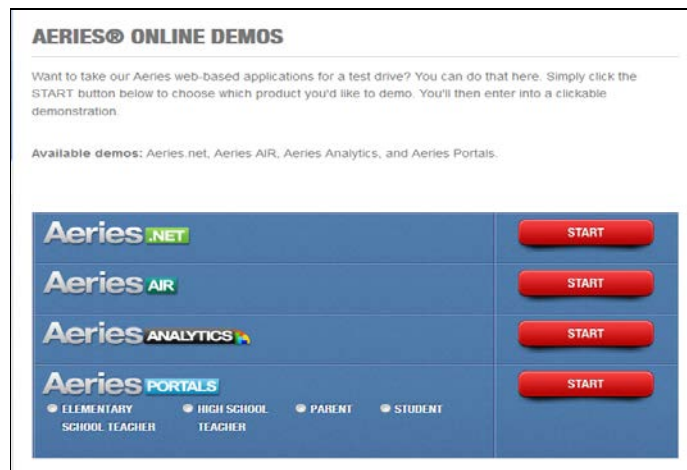 AERIES® ONLINE DEMOS
Want to take our Aeries web-based applications for a test drive? You can do that here. Simply click the
START button below to choose which product you'd like to demo. You'll then enter into a clickable
demonstration.
Available demos: Aeries.net, Aeries AIR, Aeries Analytics, and Aeries Portals.
Aeries .NET START
Aeries AIR START
Aeries ANALYTICS START
Aeries PORTALS START
ELEMENTARY HIGH SCHOOL PARENT STUDENT
SCHOOL TEACHER TEACHER